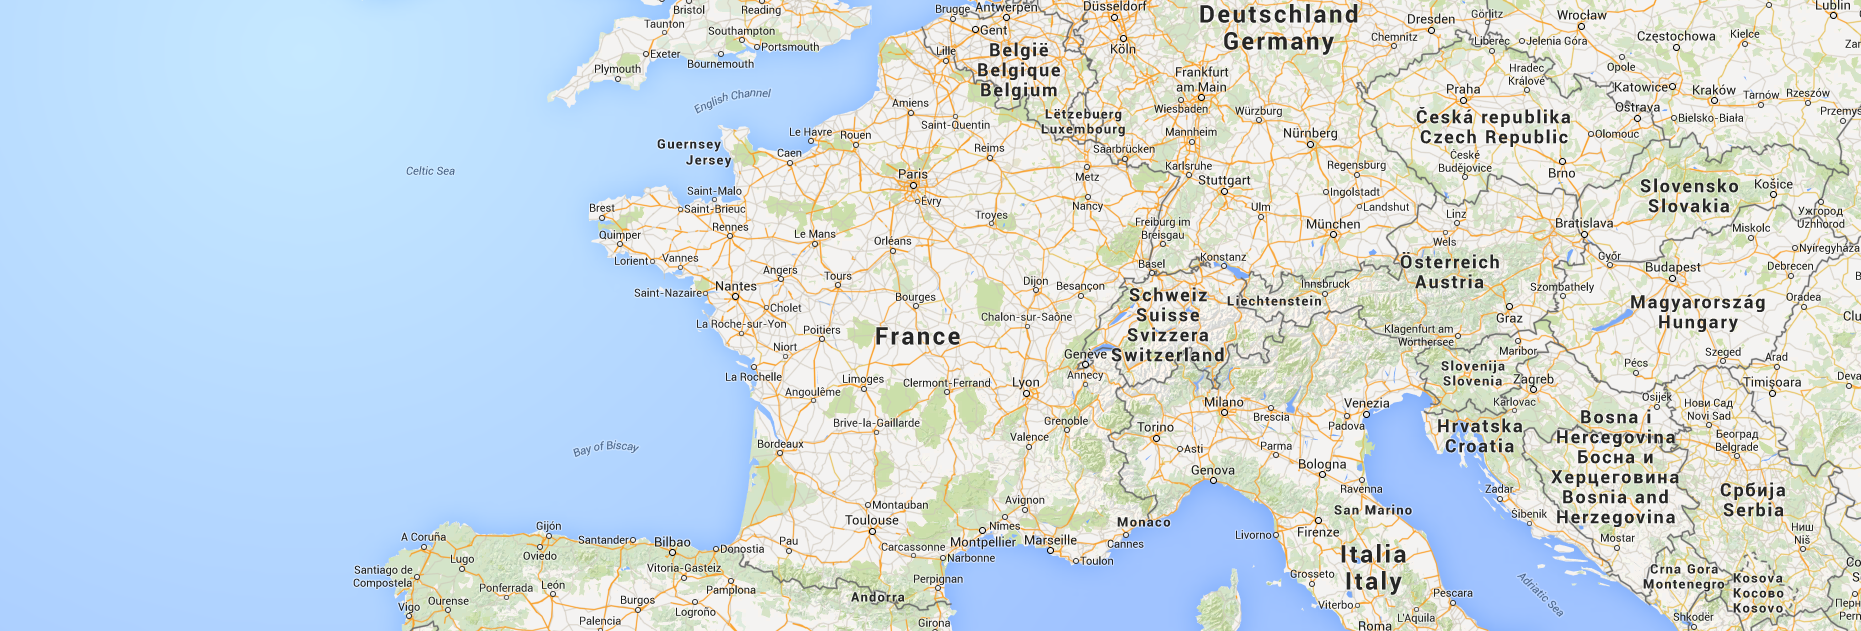 Bristol
Reading
Brugge
Antwerpen
Düsseldorf
Deutschland
Germany
Dresden
Görlitz
Wrocław
Lublin
Taunton
Southampton
Portsmouth
Gent
Köln
Chemnitz
Liberec
Jelenia Góra
Częstochowa
Kielce
Exeter
Bournemouth
Lille
België
Belgique
Belgium
Plymouth
Frankfurt
am Main
Hradec
Králové
Opole
Katowice
Kraków
Tarnów
Rzeszów
English Channel
Amiens
Saint-Quentin
Lëtzebuerg
Luxembourg
Wiesbaden
Würzburg
Praha
Česká republika
Czech Republic
Ostrava
Bielsko-Biała
Przemyś
Guernsey
Jersey
Le Havre
Rouen
Caen
Reims
Saarbrücken
Mannheim
Nürnberg
Olomouc
Celtic Sea
Paris
Évry
Metz
Karlsruhe
Stuttgart
Regensburg
České
Budějovice
Brno
Slovensko
Slovakia
Košice
Saint-Malo
Saint-Brieuc
Brest
Rennes
Troyes
Nancy
Ingolstadt
Landshut
Ulm
Linz
Bratislava
Ужгород
Uzhhorod
Quimper
Le Mans
Orléans
Freiburg im
Breisgau
München
Wels
Miskolc
Nyíregyháza
Lorient
Vannes
Angers
Tours
Basel
Konstanz
Österreich
Austria
Győr
Budapest
Debrecen
Saint-Nazaire
Nantes
Cholet
Bourges
Dijon
Besançon
Schweiz
Suisse
Svizzera
Switzerland
Liechtenstein
Innsbruck
Szombathely
Magyarország
Hungary
Oradea
La Roche-sur-Yon
Poitiers
Chalon-sur-Saône
Graz
Klagenfurt am
Wörthersee
Clu
France
Niort
Genève
Annecy
Maribor
Pécs
Szeged
Arad
La Rochelle
Angoulême
Limoges
Clermont-Ferrand
Lyon
Slovenija
Slovenia
Zagreb
Timișoara
Deva
Brive-la-Gaillarde
Grenoble
Milano
Brescia
Venezia
Padova
Karlovac
Osijek
Нови Сад
Novi Sad
Bay of Biscay
Bordeaux
Valence
Torino
Asti
Parma
Hrvatska
Croatia
Bosna i
Hercegovina
Босна и
Херцеговина
Bosnia and
Herzegovina
Београд
Belgrade
Genova
Bologna
Ravenna
Zadar
Србија
Serbia
Montauban
Toulouse
Avignon
Nîmes
Monaco
San Marino
Šibenik
A Coruña
Gijón
Santander
Bilbao
Donostia
Pau
Carcassonne
Montpellier
Marseille
Cannes
Livorno
Firenze
Mostar
Ниш
Niš
Lugo
Oviedo
Narbonne
Toulon
Italia
Italy
Santiago de
Compostela
Ponferrada
León
Vitoria-Gasteiz
Pamplona
Perpignan
Grosseto
Adriatic Sea
Crna Gora
Montenegro
Kosova
Косово
Kosovo
Vigo
Ourense
Burgos
Logroño
Andorra
Viterbo
Pescara
L'Aquila
Shkodër
Palencia
Girona
Roma